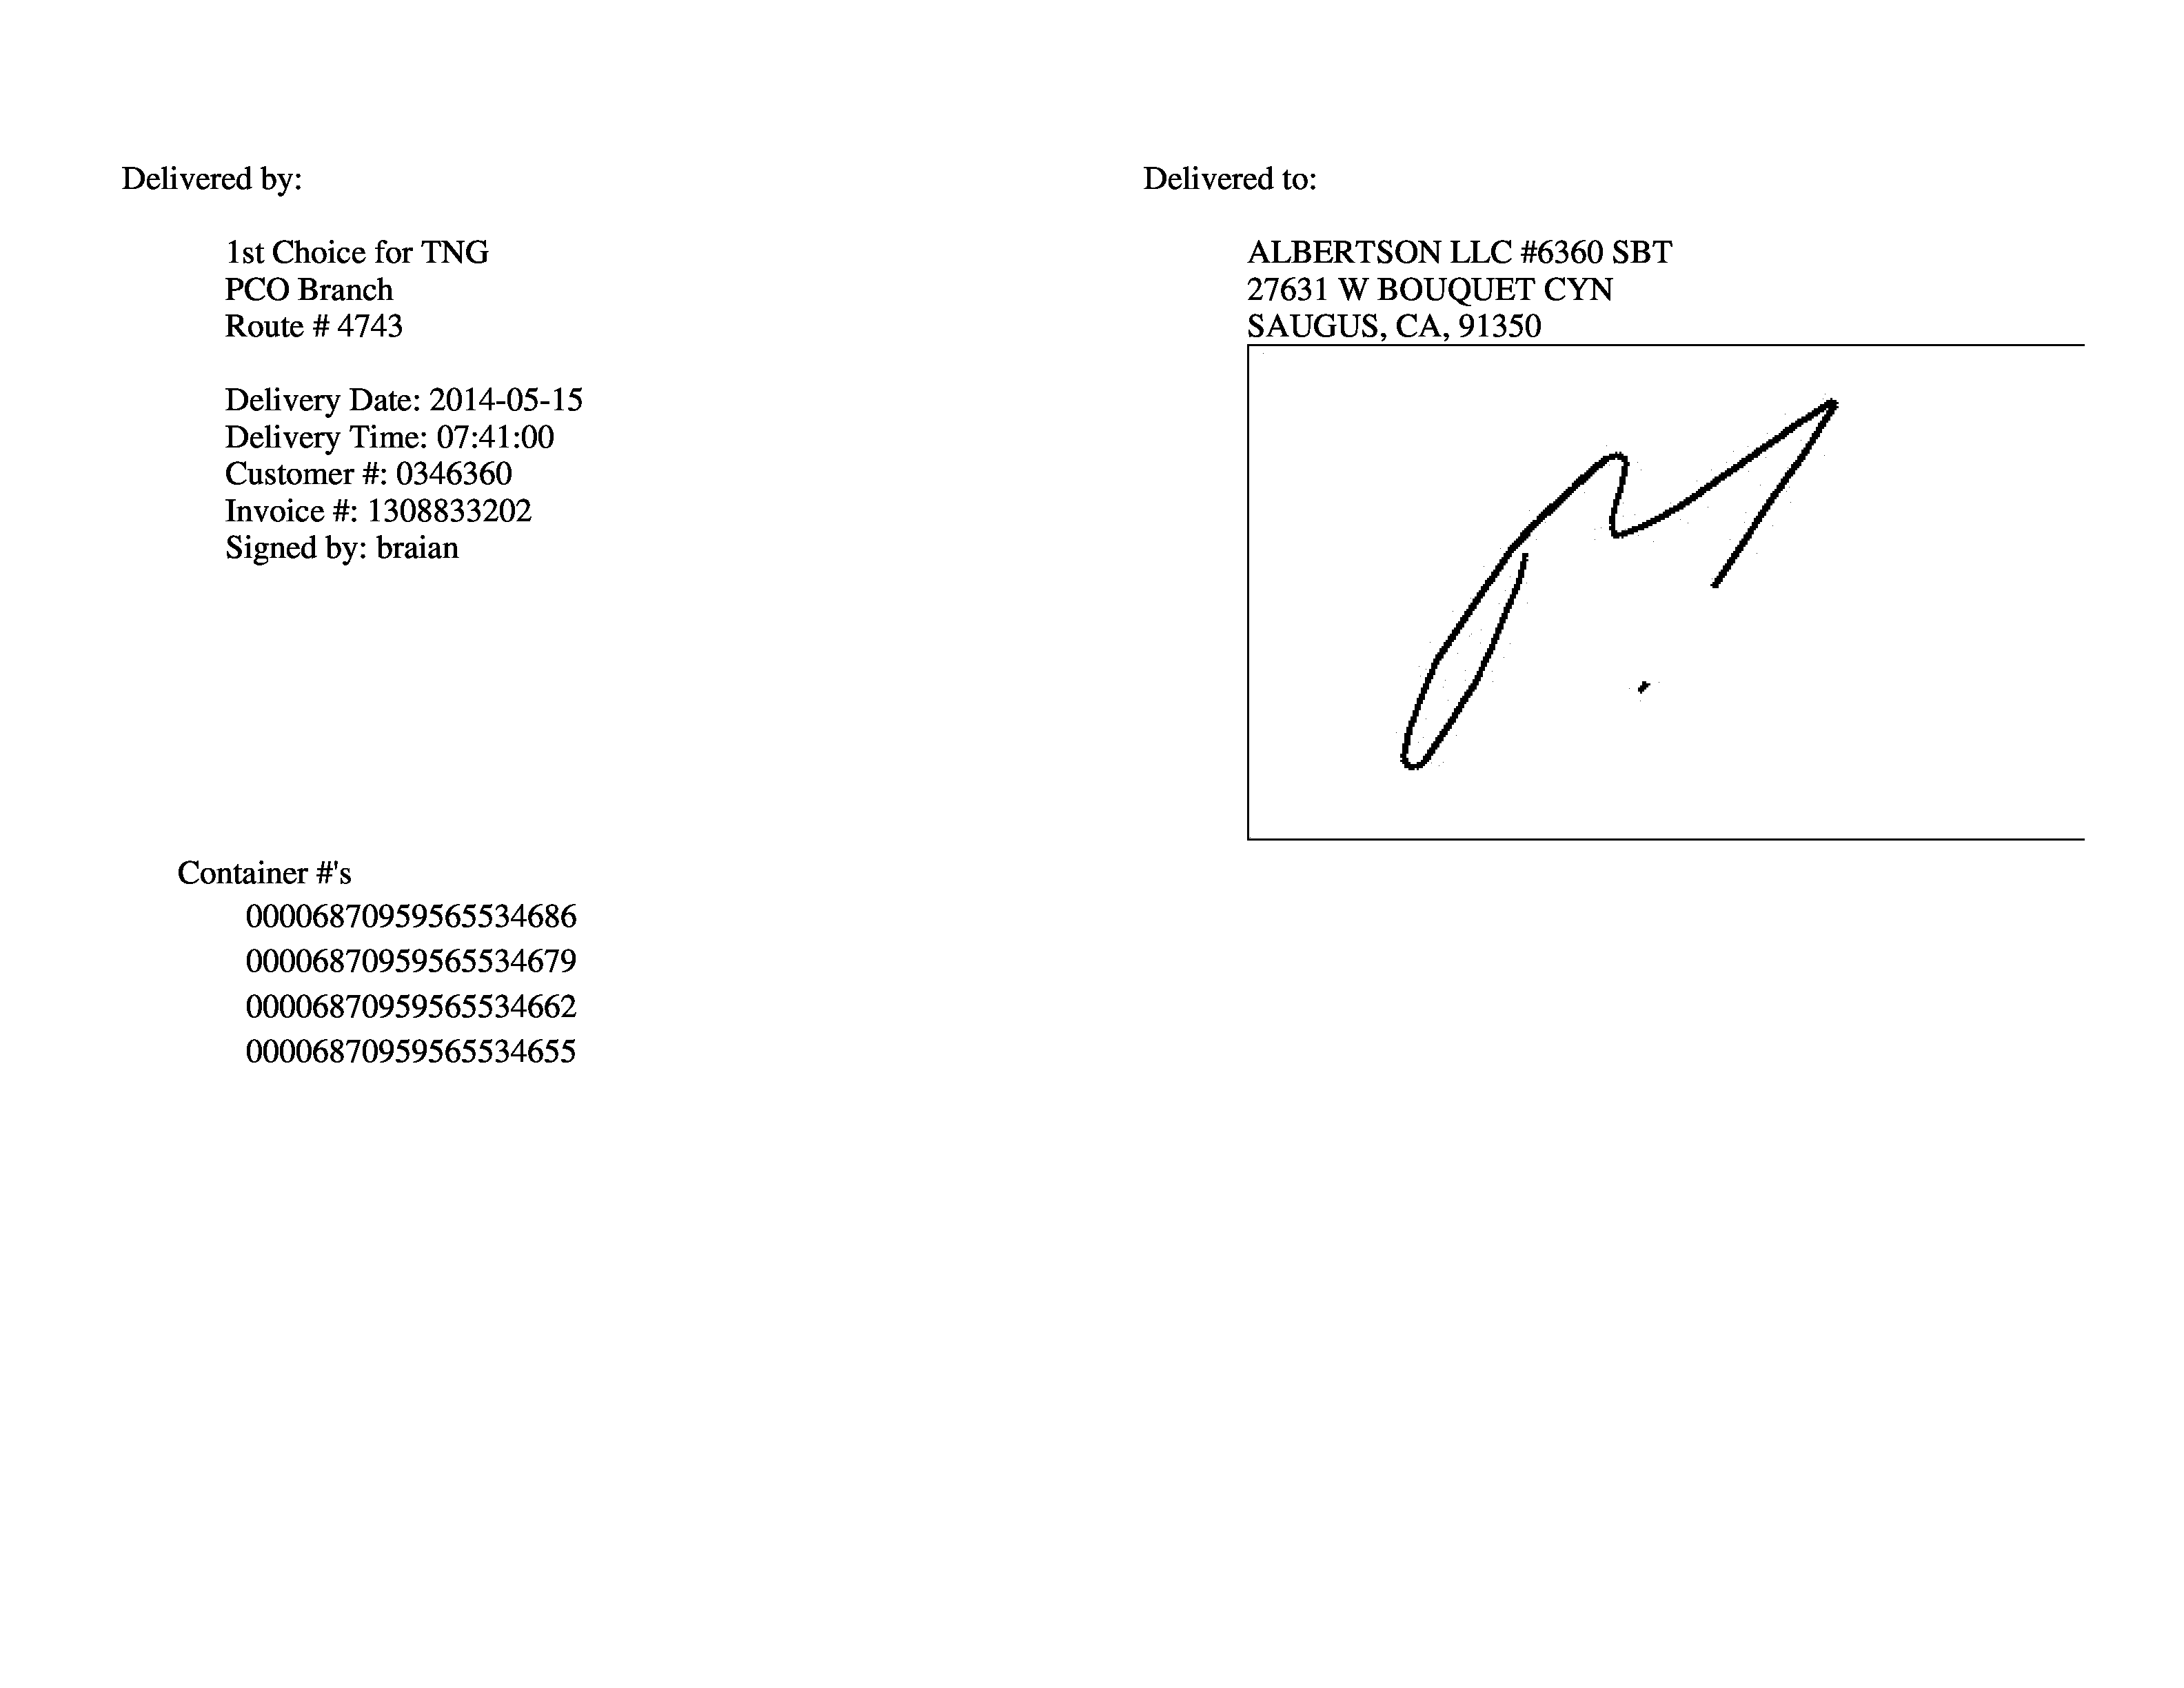 Delivered by:
1st Choice for TNG
PCO Branch
Route # 4743
Delivery Date: 2014-05-15
Delivery Time: 07:41:00
Customer #: 0346360
Invoice #: 1308833202
Signed by: braian
Delivered to:
ALBERTSON LLC #6360 SBT
27631 W BOUQUET CYN
SAUGUS, CA, 91350
Container #'s
00006870959565534686
00006870959565534679
00006870959565534662
00006870959565534655